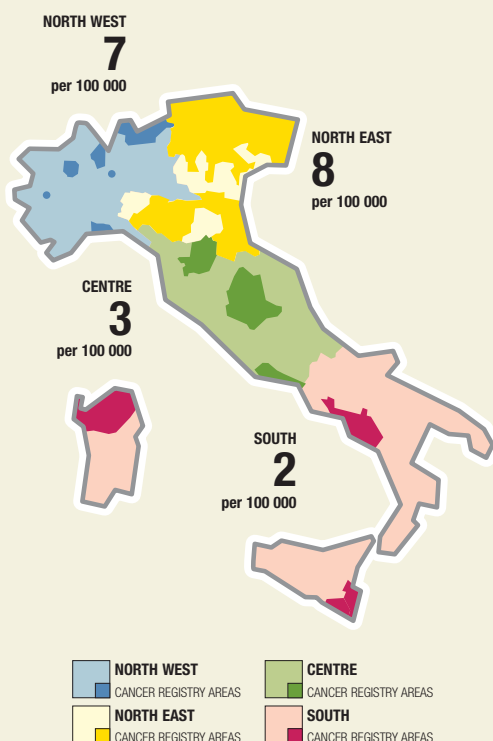 NORTH WEST
7
per 100 000
NORTH EAST
8
per 100 000
CENTRE
3
per 100 000
SOUTH
2
per 100 000
NORTH WEST
CANCER REGISTRY AREAS
CENTRE
CANCER REGISTRY AREAS
NORTH EAST
CANCER REGISTRY AREAS
SOUTH
CANCER REGISTRY AREAS